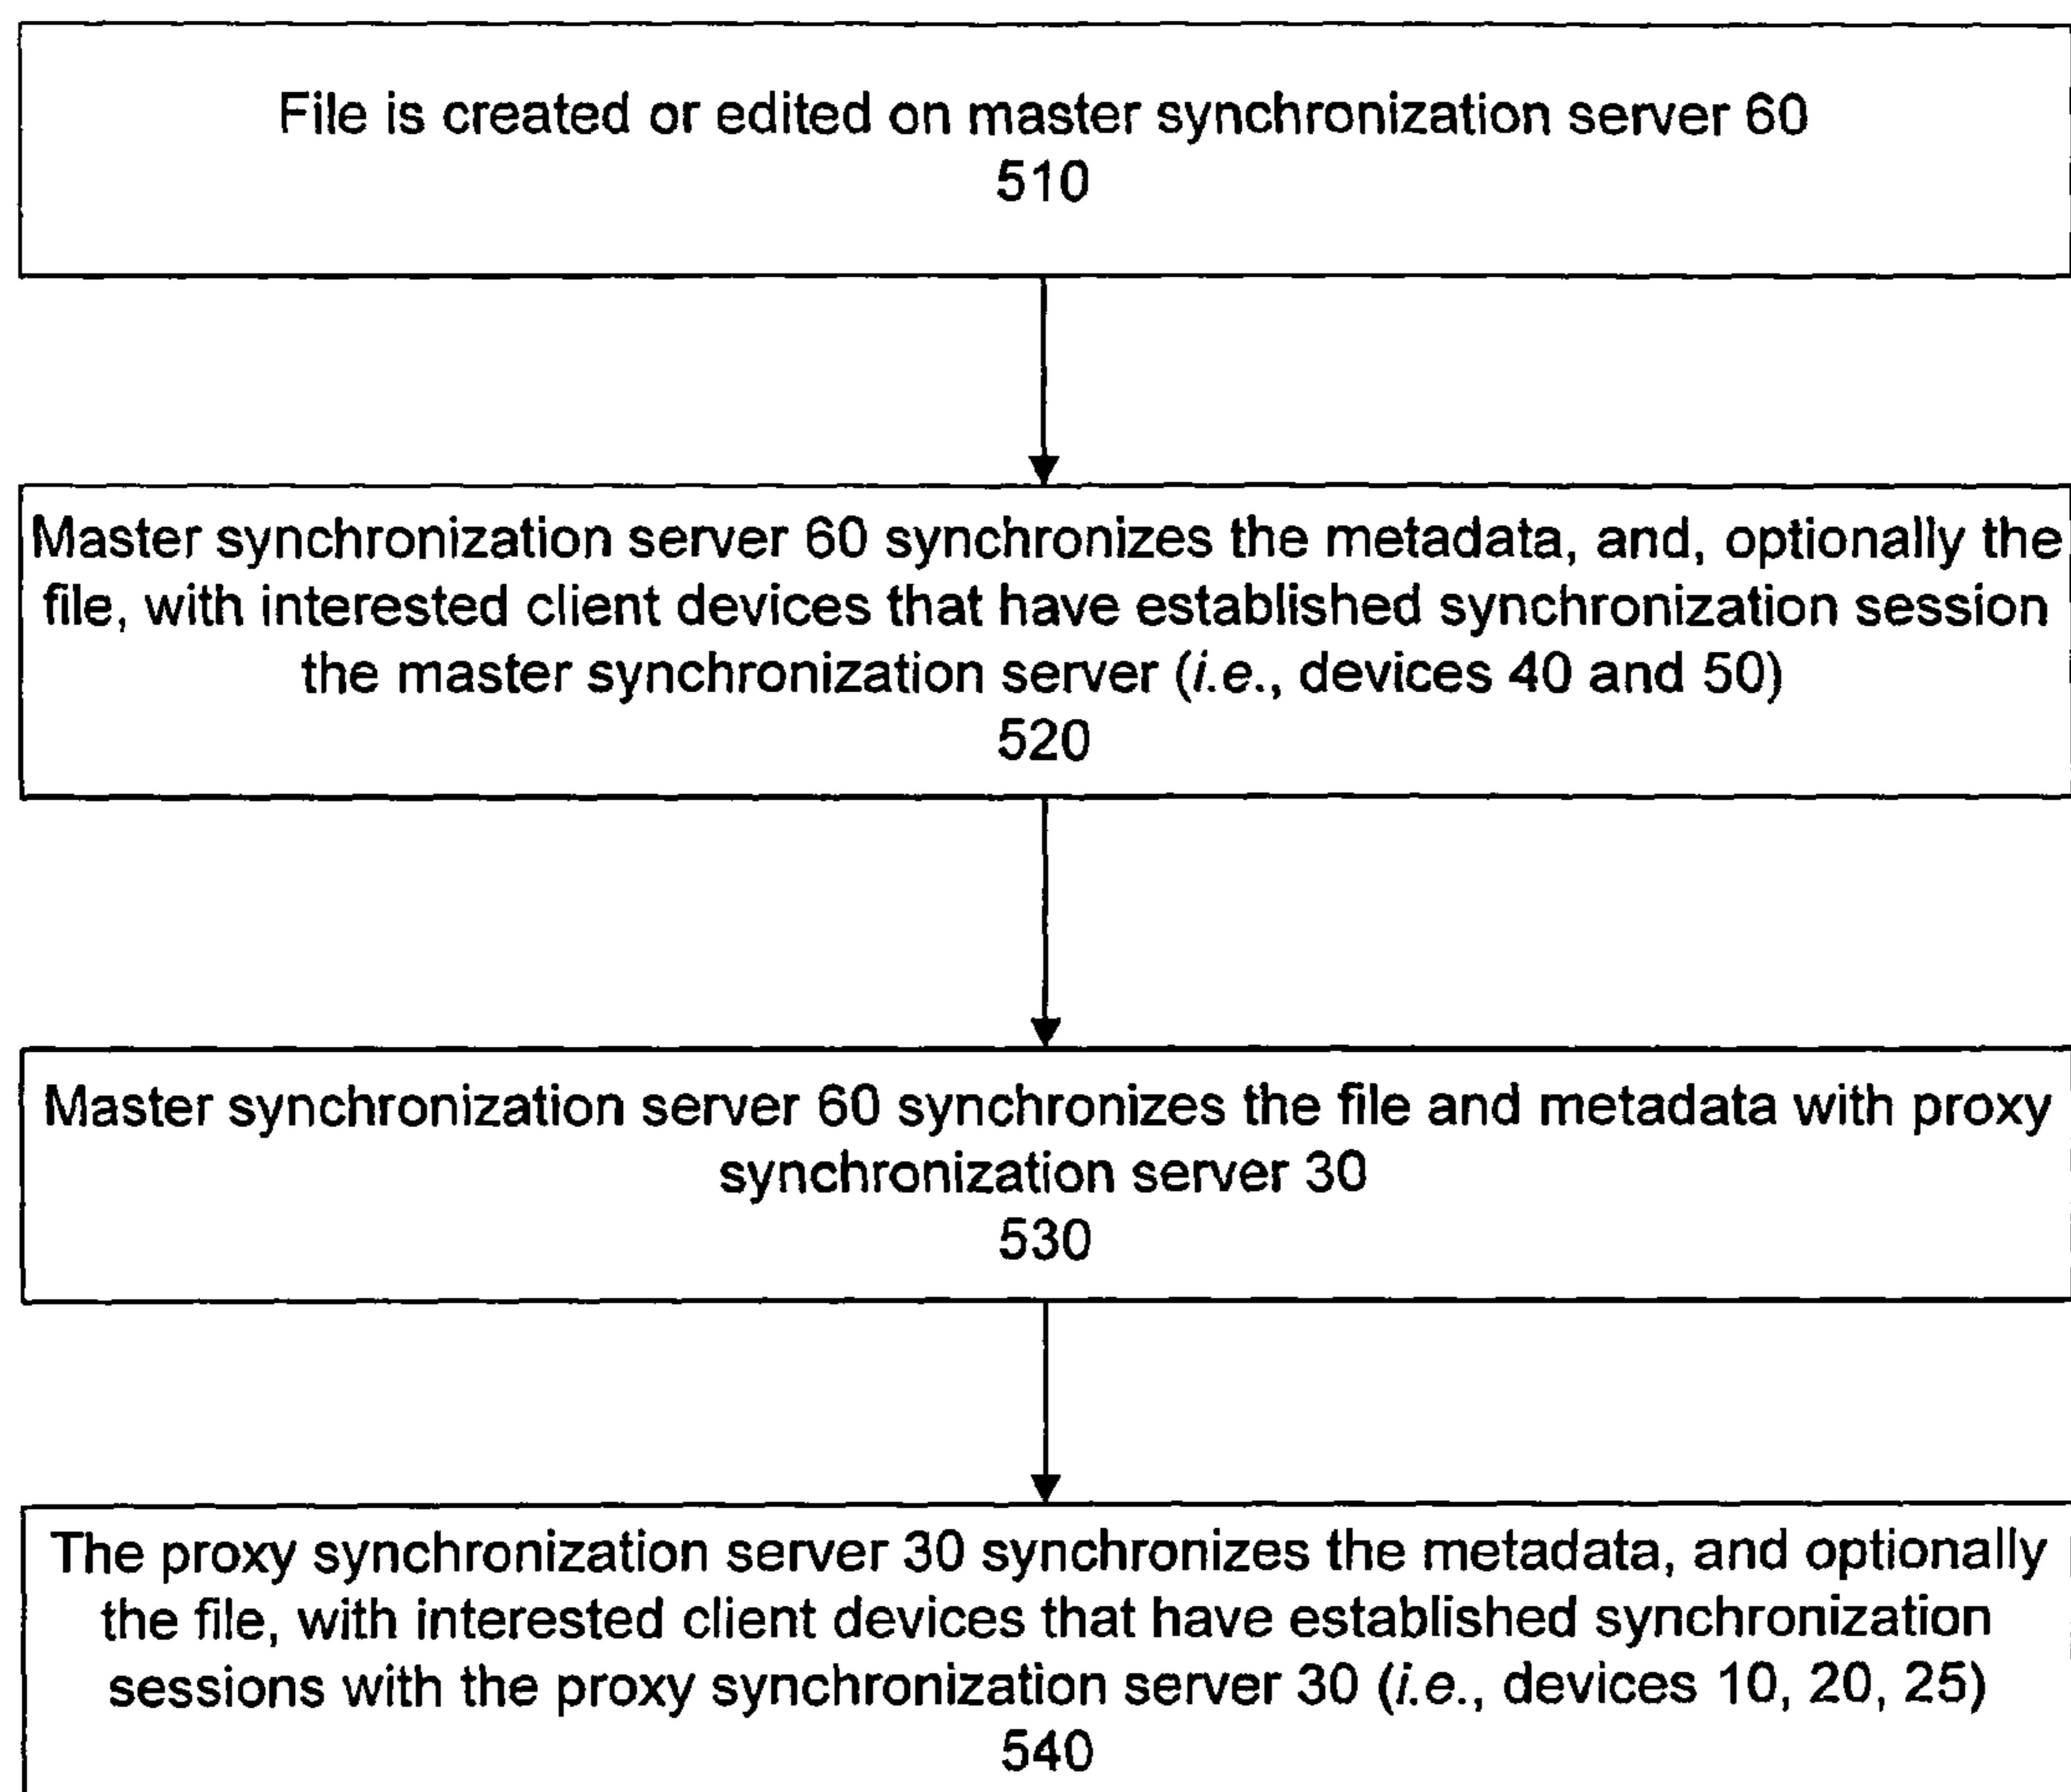 File is created or edited on master synchronization server 60
510
Master synchronization server 60 synchronizes the metadata, and, optionally the
file, with interested client devices that have established synchronization session
the master synchronization server (i.e., devices 40 and 50)
520
Master synchronization server 60 synchronizes the file and metadata with proxy
synchronization server 30
530
The proxy synchronization server 30 synchronizes the metadata, and optionally
the file, with interested client devices that have established synchronization
sessions with the proxy synchronization server 30 (i.e., devices 10, 20, 25)
540